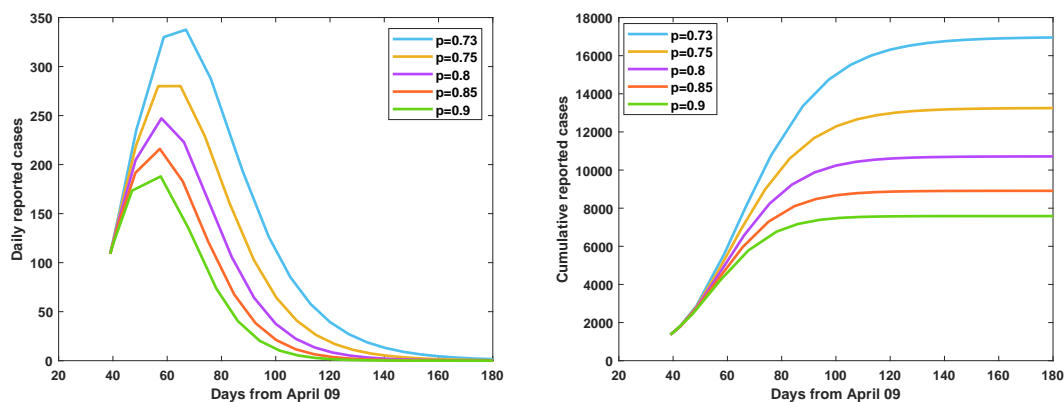 350
300
250
200
150
100
50
0
Daily reported cases
20 40 60 80 100 120 140 160 180
Days from April 09
p=0.73
p=0.75
p=0.8
p=0.85
p=0.9
18000
16000
14000
12000
10000
8000
6000
4000
2000
0
Cumulative reported cases
20 40 60 80 100 120 140 160 180
Days from April 09
p=0.73
p=0.75
p=0.8
p=0.85
p=0.9